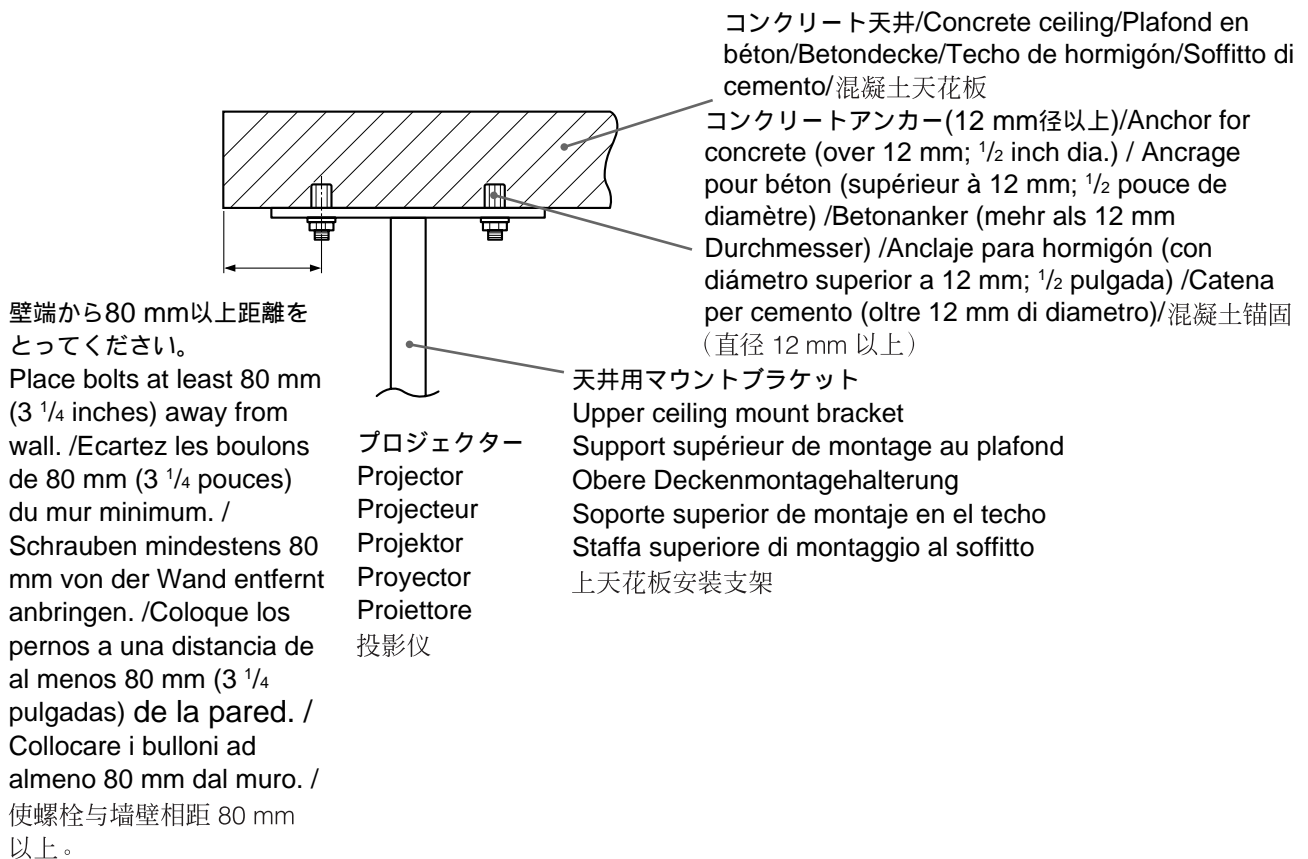 コンクリート天井/Concrete ceiling/Plafond en
béton/Betondecke/Techo de hormigón/Soffitto di
cemento/混凝土天花板
コンクリートアンカー(12 mm径以上)/Anchor for
concrete (over 12 mm; 1/2 inch dia.) / Ancrage
pour béton (supérieur à 12 mm; 1/2 pouce de
diamètre) /Betonanker (mehr als 12 mm
Durchmesser) /Anclaje para hormigón (con
diámetro superior a 12 mm; 1/2 pulgada) /Catena
per cemento (oltre 12 mm di diametro)/混凝土锚固
（直径 12 mm 以上）
壁端から80 mm以上距離を
とってください。
Place bolts at least 80 mm
(3 1/4 inches) away from
wall. /Ecartez les boulons
de 80 mm (3 1/4 pouces)
du mur minimum. /
Schrauben mindestens 80
mm von der Wand entfernt
anbringen. /Coloque los
pernos a una distancia de
al menos 80 mm (3 1/4
pulgadas) de la pared. /
Collocare i bulloni ad
almeno 80 mm dal muro. /
使螺栓与墙壁相距 80 mm
以上。
プロジェクター
Projector
Projecteur
Projektor
Proyector
Proiettore
投影仪
天井用マウントブラケット
Upper ceiling mount bracket
Support supérieur de montage au plafond
Obere Deckenmontagehalterung
Soporte superior de montaje en el techo
Staffa superiore di montaggio al soffitto
上天花板安装支架